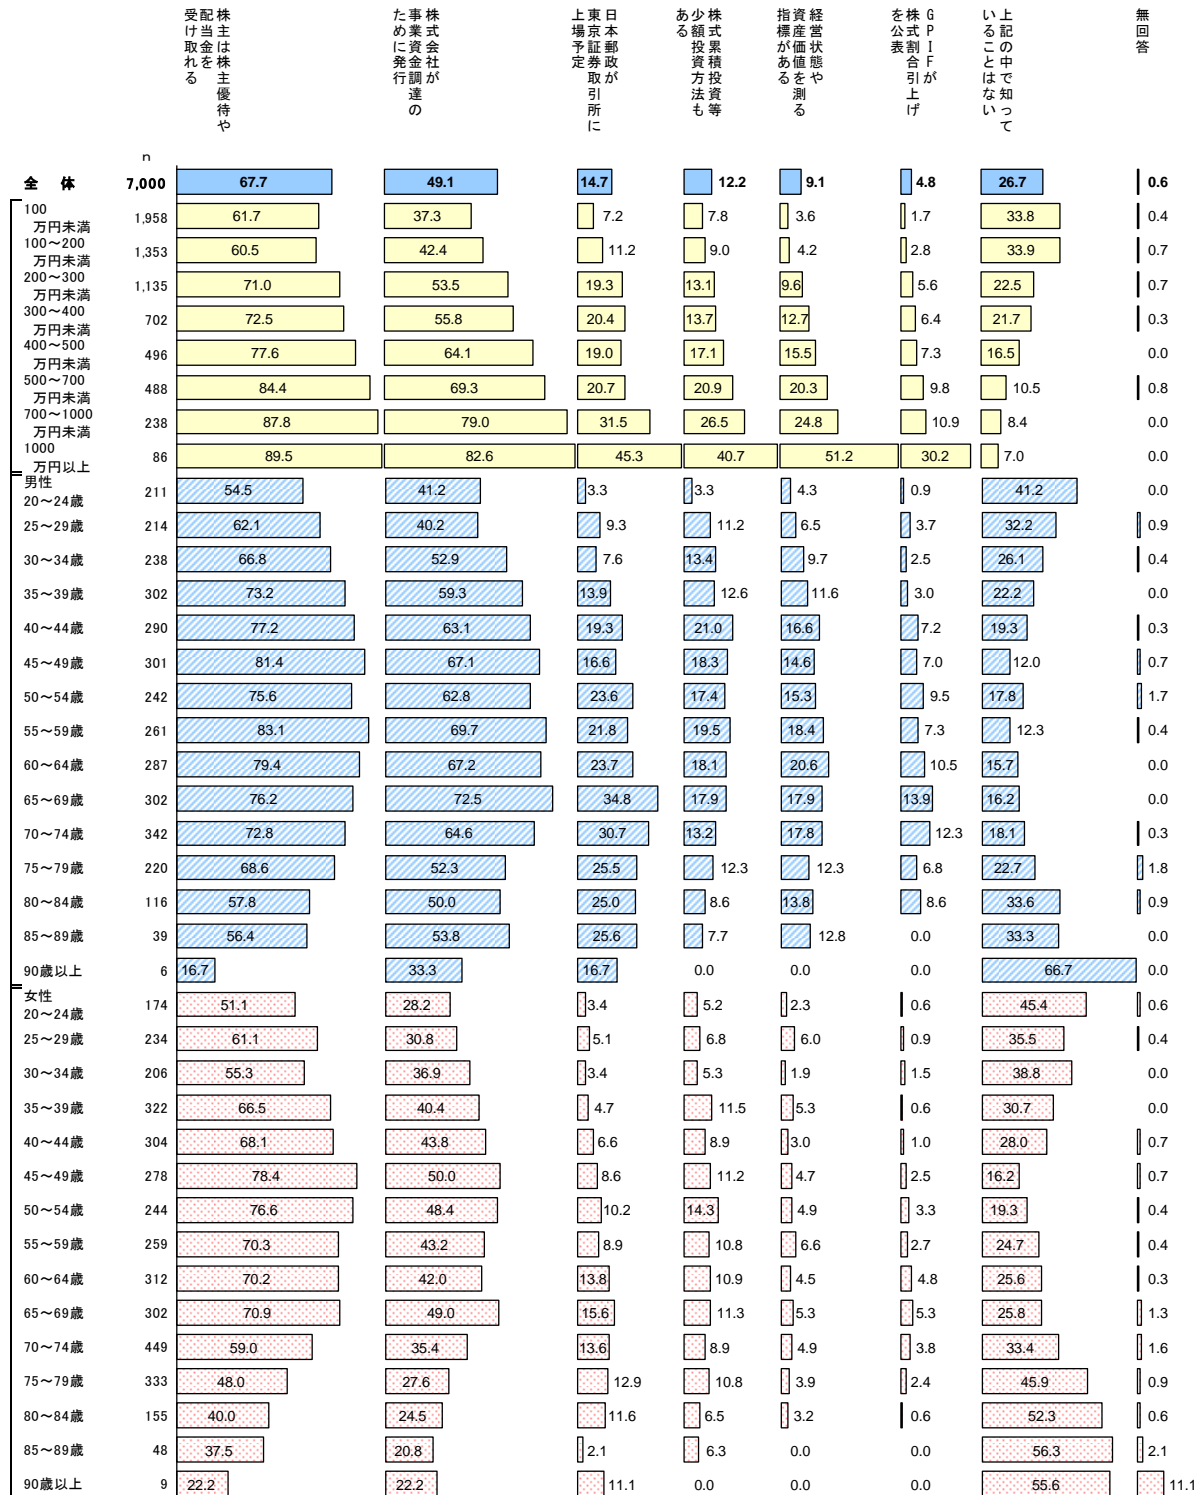 株主は株主優待や
配当金を
受け取れる
株式会社が
事業資金調達の
ために発行
日本郵政が
東京証券取引所に
上場予定
株式累積投資等
少額投資方法も
ある
経営状態や
資産価値を測る
指標がある
GPIFが
株式割合引上げ
を公表
上記の中で知って
いることはない
無回答
n
全 体 7,000 67.7 49.1 14.7 12.2 9.1 4.8 26.7 0.6
100
万円未満 1,958 61.7 37.3 7.2 7.8 3.6 1.7 33.8 0.4
100~200
万円未満 1,353 60.5 42.4 11.2 9.0 4.2 2.8 33.9 0.7
200~300
万円未満 1,135 71.0 53.5 19.3 13.1 9.6 5.6 22.5 0.7
300~400
万円未満 702 72.5 55.8 20.4 13.7 12.7 6.4 21.7 0.3
400~500
万円未満 496 77.6 64.1 19.0 17.1 15.5 7.3 16.5 0.0
500~700
万円未満 488 84.4 69.3 20.7 20.9 20.3 9.8 10.5 0.8
700~1000
万円未満 238 87.8 79.0 31.5 26.5 24.8 10.9 8.4 0.0
1000
万円以上 86 89.5 82.6 45.3 40.7 51.2 30.2 7.0 0.0
男性
20~24歳 211 54.5 41.2 3.3 3.3 4.3 0.9 41.2 0.0
25~29歳 214 62.1 40.2 9.3 11.2 6.5 3.7 32.2 0.9
30~34歳 238 66.8 52.9 7.6 13.4 9.7 2.5 26.1 0.4
35~39歳 302 73.2 59.3 13.9 12.6 11.6 3.0 22.2 0.0
40~44歳 290 77.2 63.1 19.3 21.0 16.6 7.2 19.3 0.3
45~49歳 301 81.4 67.1 16.6 18.3 14.6 7.0 12.0 0.7
50~54歳 242 75.6 62.8 23.6 17.4 15.3 9.5 17.8 1.7
55~59歳 261 83.1 69.7 21.8 19.5 18.4 7.3 12.3 0.4
60~64歳 287 79.4 67.2 23.7 18.1 20.6 10.5 15.7 0.0
65~69歳 302 76.2 72.5 34.8 17.9 17.9 13.9 16.2 0.0
70~74歳 342 72.8 64.6 30.7 13.2 17.8 12.3 18.1 0.3
75~79歳 220 68.6 52.3 25.5 12.3 12.3 6.8 22.7 1.8
80~84歳 116 57.8 50.0 25.0 8.6 13.8 8.6 33.6 0.9
85~89歳 39 56.4 53.8 25.6 7.7 12.8 0.0 33.3 0.0
90歳以上 6 16.7 33.3 16.7 0.0 0.0 0.0 66.7 0.0
女性
20~24歳 174 51.1 28.2 3.4 5.2 2.3 0.6 45.4 0.6
25~29歳 234 61.1 30.8 5.1 6.8 6.0 0.9 35.5 0.4
30~34歳 206 55.3 36.9 3.4 5.3 1.9 1.5 38.8 0.0
35~39歳 322 66.5 40.4 4.7 11.5 5.3 0.6 30.7 0.0
40~44歳 304 68.1 43.8 6.6 8.9 3.0 1.0 28.0 0.7
45~49歳 278 78.4 50.0 8.6 11.2 4.7 2.5 16.2 0.7
50~54歳 244 76.6 48.4 10.2 14.3 4.9 3.3 19.3 0.4
55~59歳 259 70.3 43.2 8.9 10.8 6.6 2.7 24.7 0.4
60~64歳 312 70.2 42.0 13.8 10.9 4.5 4.8 25.6 0.3
65~69歳 302 70.9 49.0 15.6 11.3 5.3 5.3 25.8 1.3
70~74歳 449 59.0 35.4 13.6 8.9 4.9 3.8 33.4 1.6
75~79歳 333 48.0 27.6 12.9 10.8 3.9 2.4 45.9 0.9
80~84歳 155 40.0 24.5 11.6 6.5 3.2 0.6 52.3 0.6
85~89歳 48 37.5 20.8 2.1 6.3 0.0 0.0 56.3 2.1
90歳以上 9 22.2 22.2 11.1 0.0 0.0 0.0 55.6 11.1